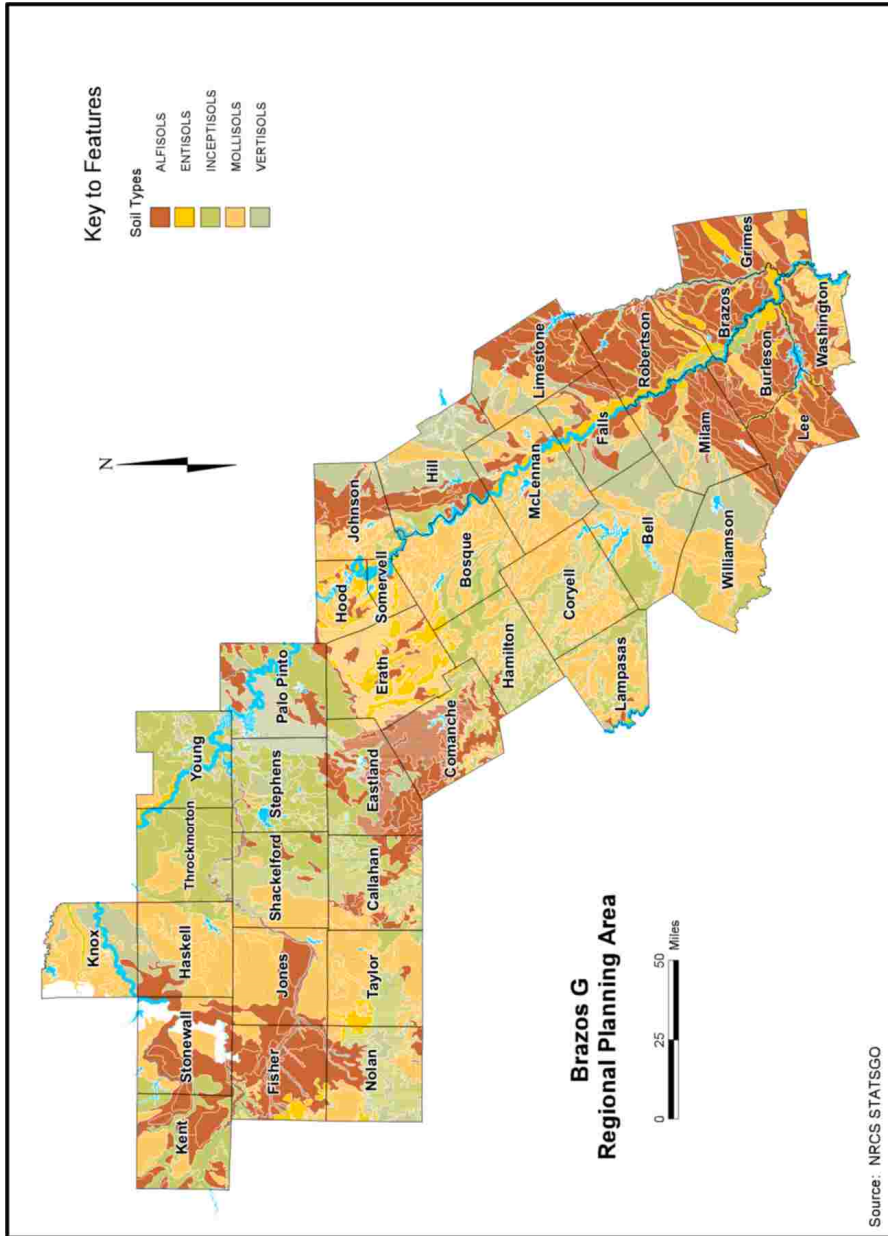 Key to Features
Soil Types
ALFISOLS
ENTISOLS
INCEPTISOLS
MOLLISOLS
VERTISOLS
N
Knox
Kent
Stonewall
Haskell
Throckmorton
Young
Fisher
Jones
Shackelford
Stephens
Palo Pinto
Nolan
Taylor
Callahan
Eastland
Erath
Hood
Johnson
Somervell
Comanche
Hamilton
Bosque
Hill
Lampasas
Coryell
McLennan
Limestone
Bell
Falls
Williamson
Milam
Robertson
Lee
Burleson
Brazos
Grimes
Washington
Brazos G
Regional Planning Area
0 25 50
Miles
Source: NRCS STATSGO